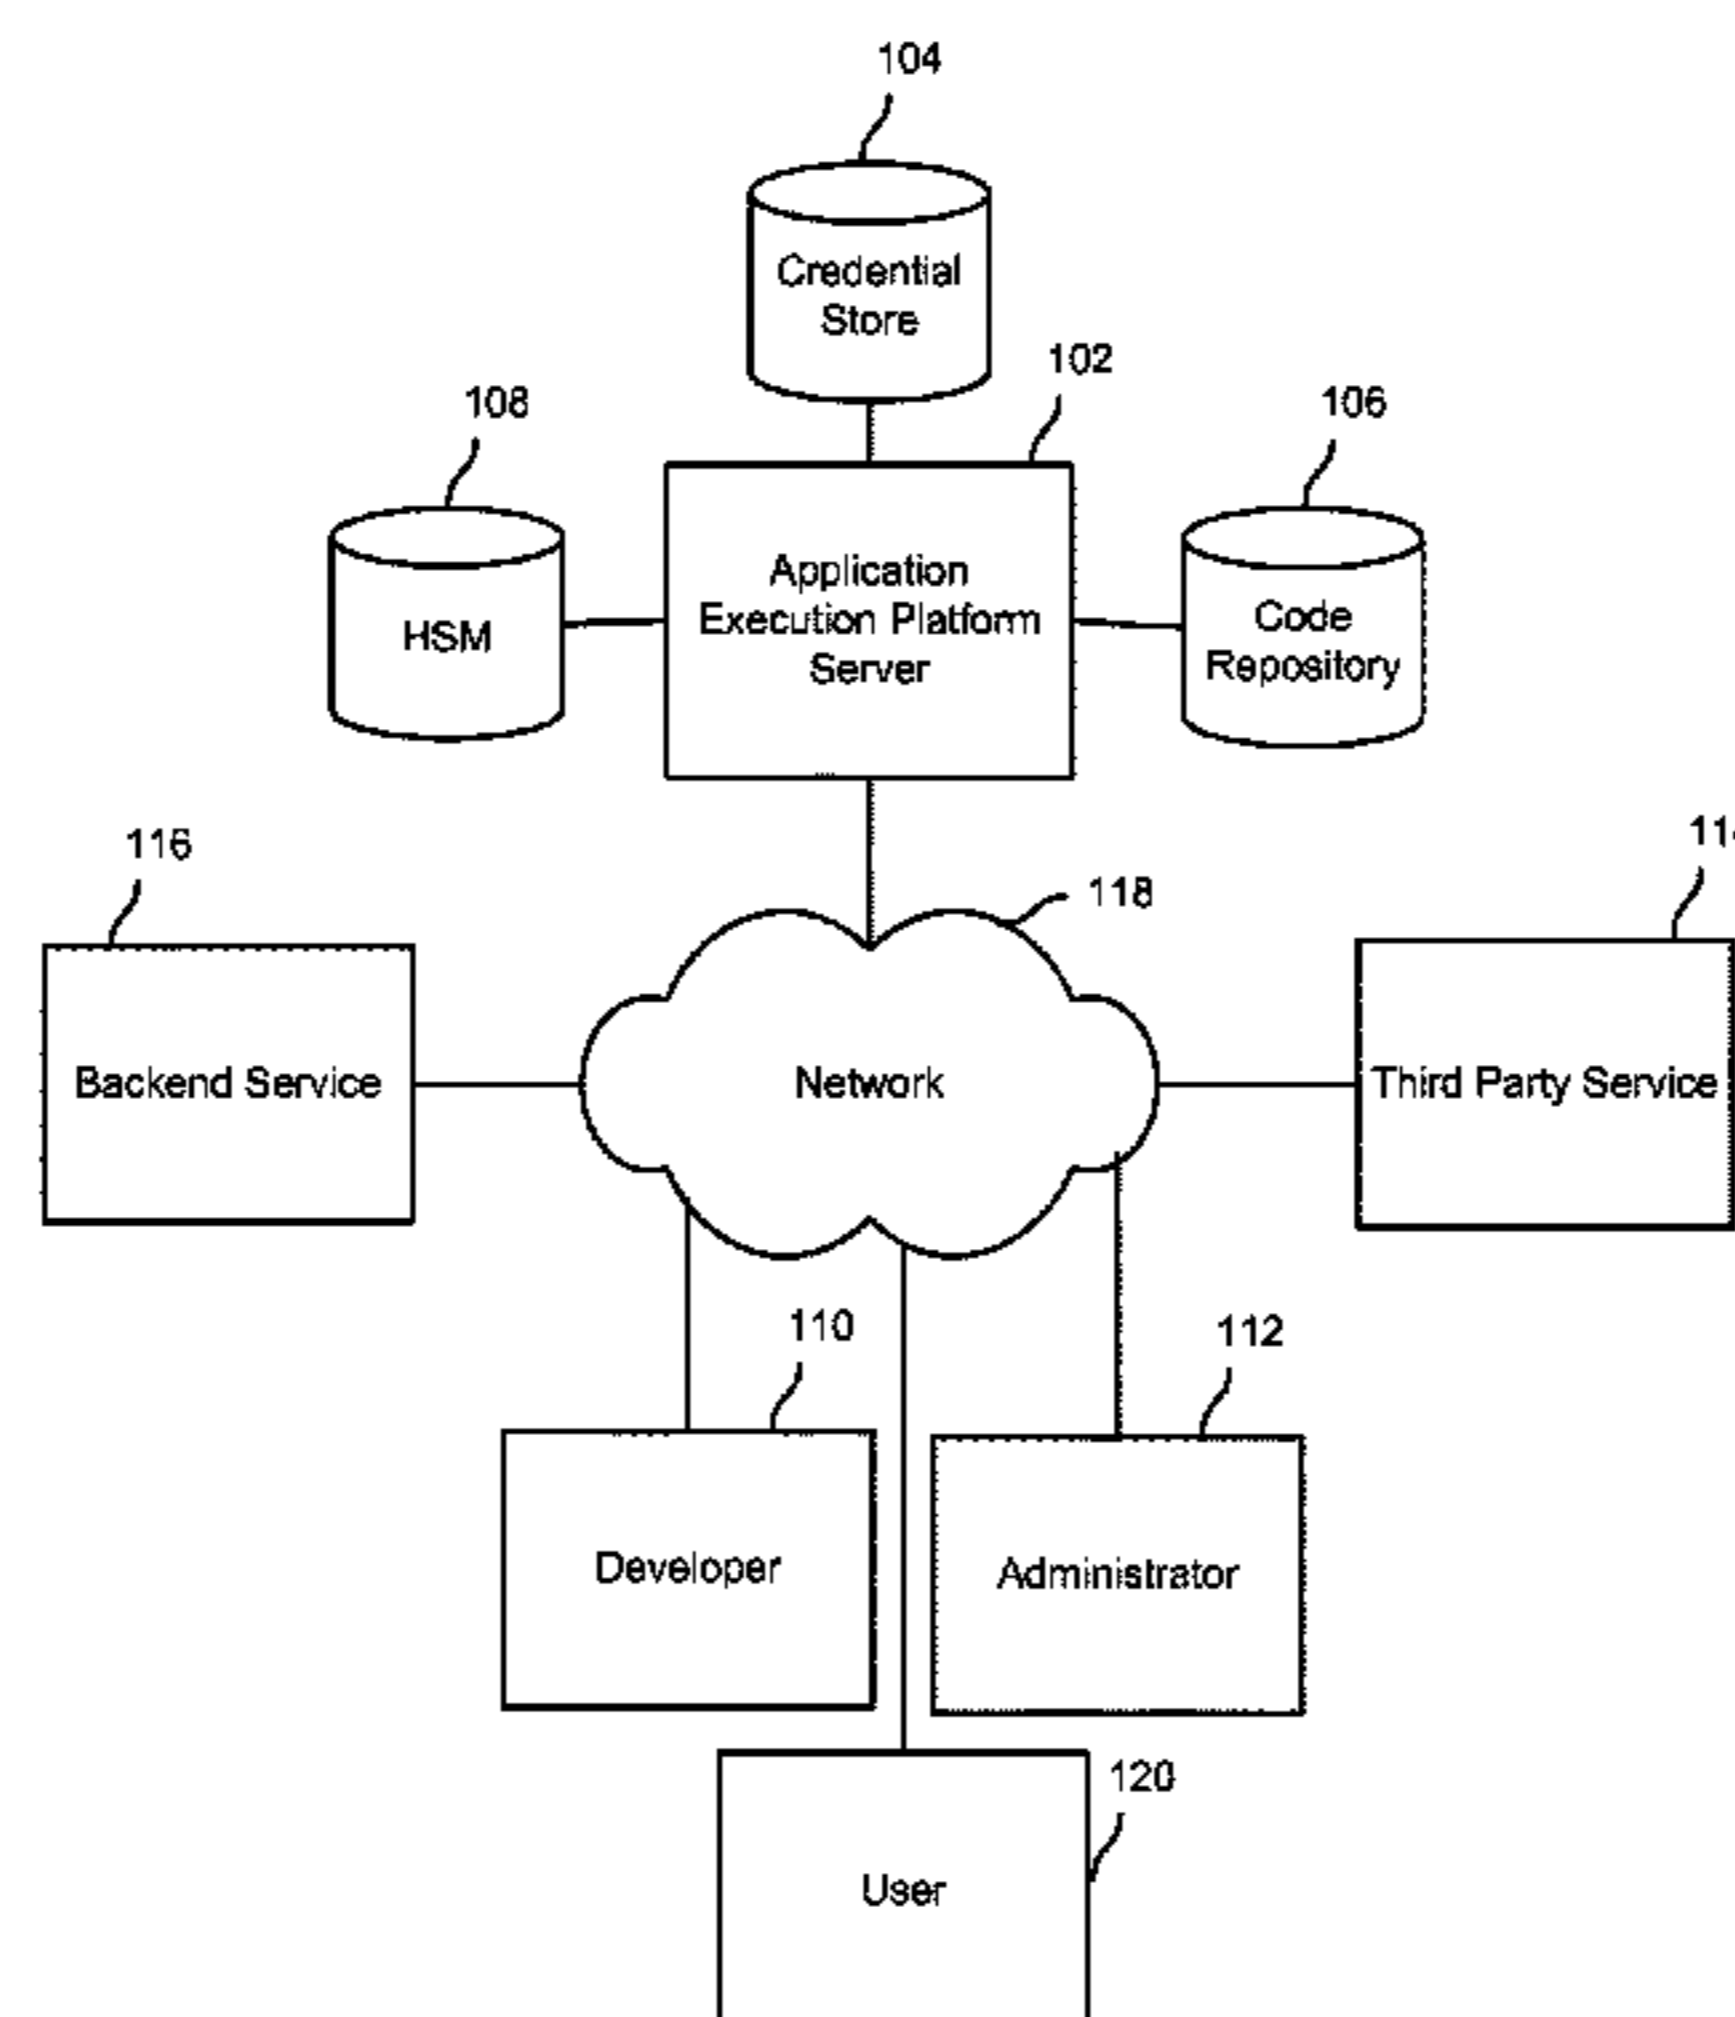 104
Credential
Store
102
108
106
Application
Execution Platform
Server
HSM
Code
Repository
116
118
Backend Service
Network
Third Party Service
110
112
Developer
Administrator
120
User